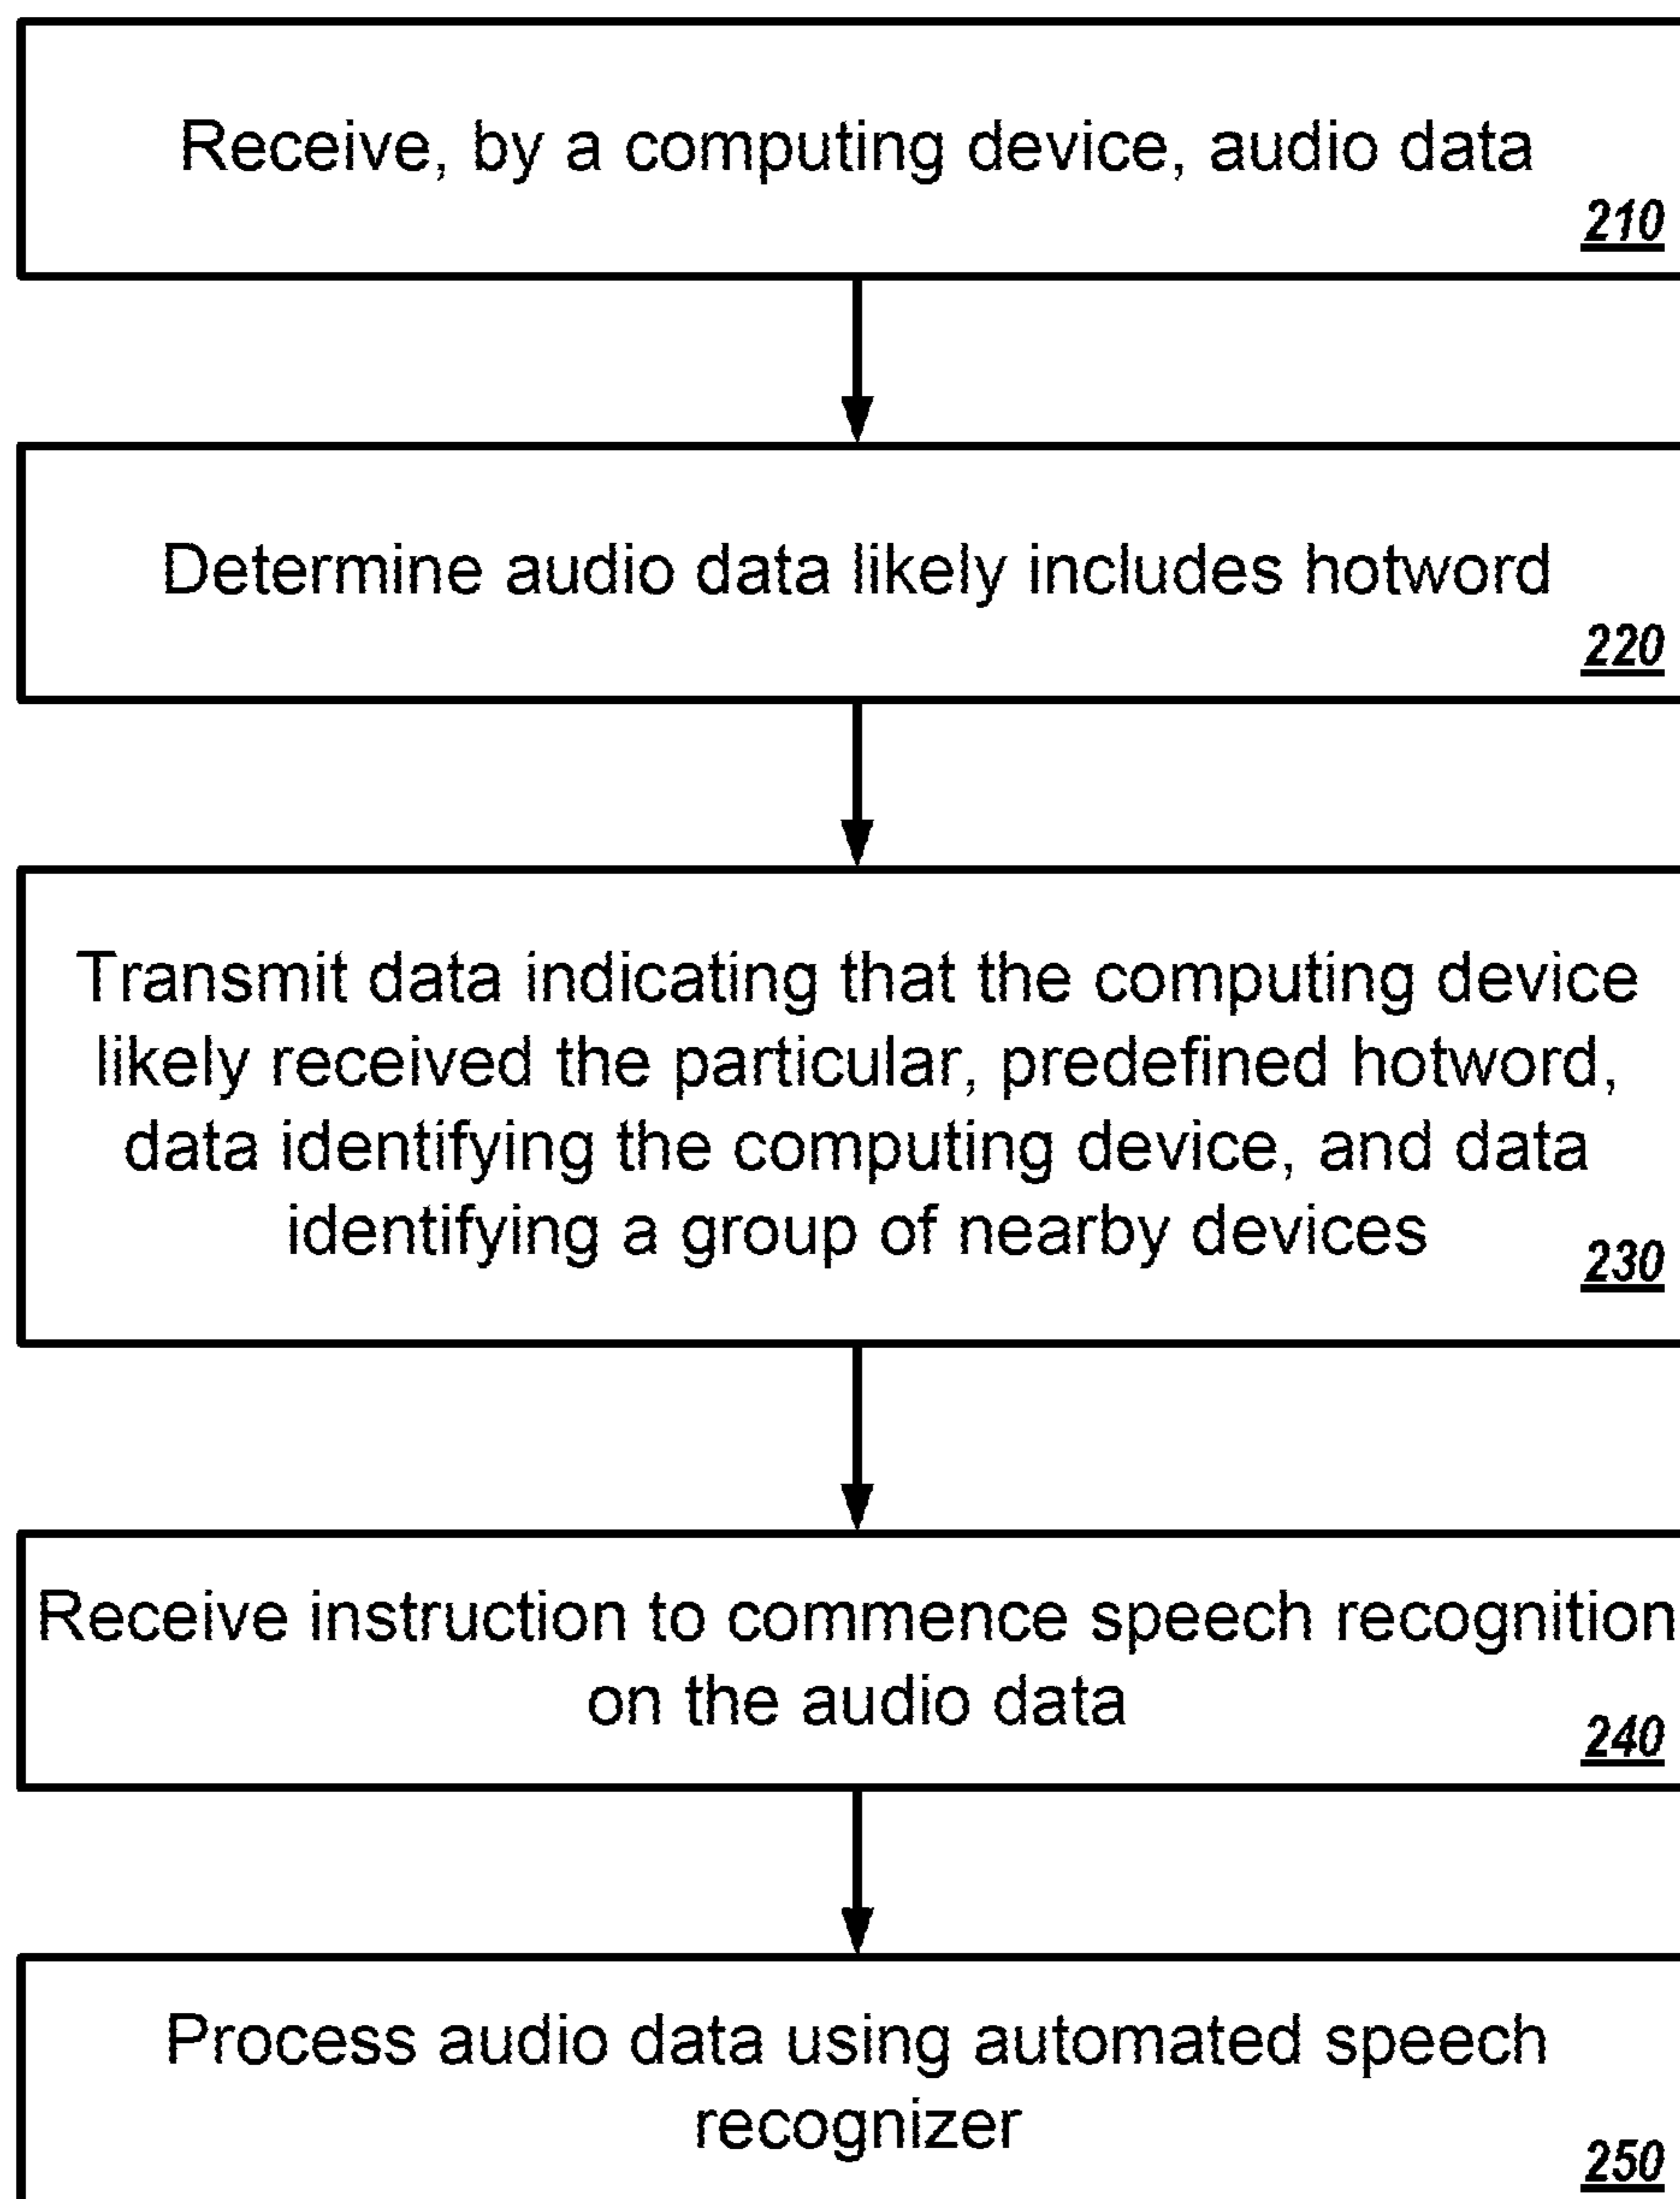 Receive, by a computing device, audio data
210
Determine audio data likely includes hotword
220
Transmit data indicating that the computing device
likely received the particular, predefined hotword,
data identifying the computing device, and data
identifying a group of nearby devices
230
Receive instruction to commence speech recognition
on the audio data
240
Process audio data using automated speech
recognizer
250